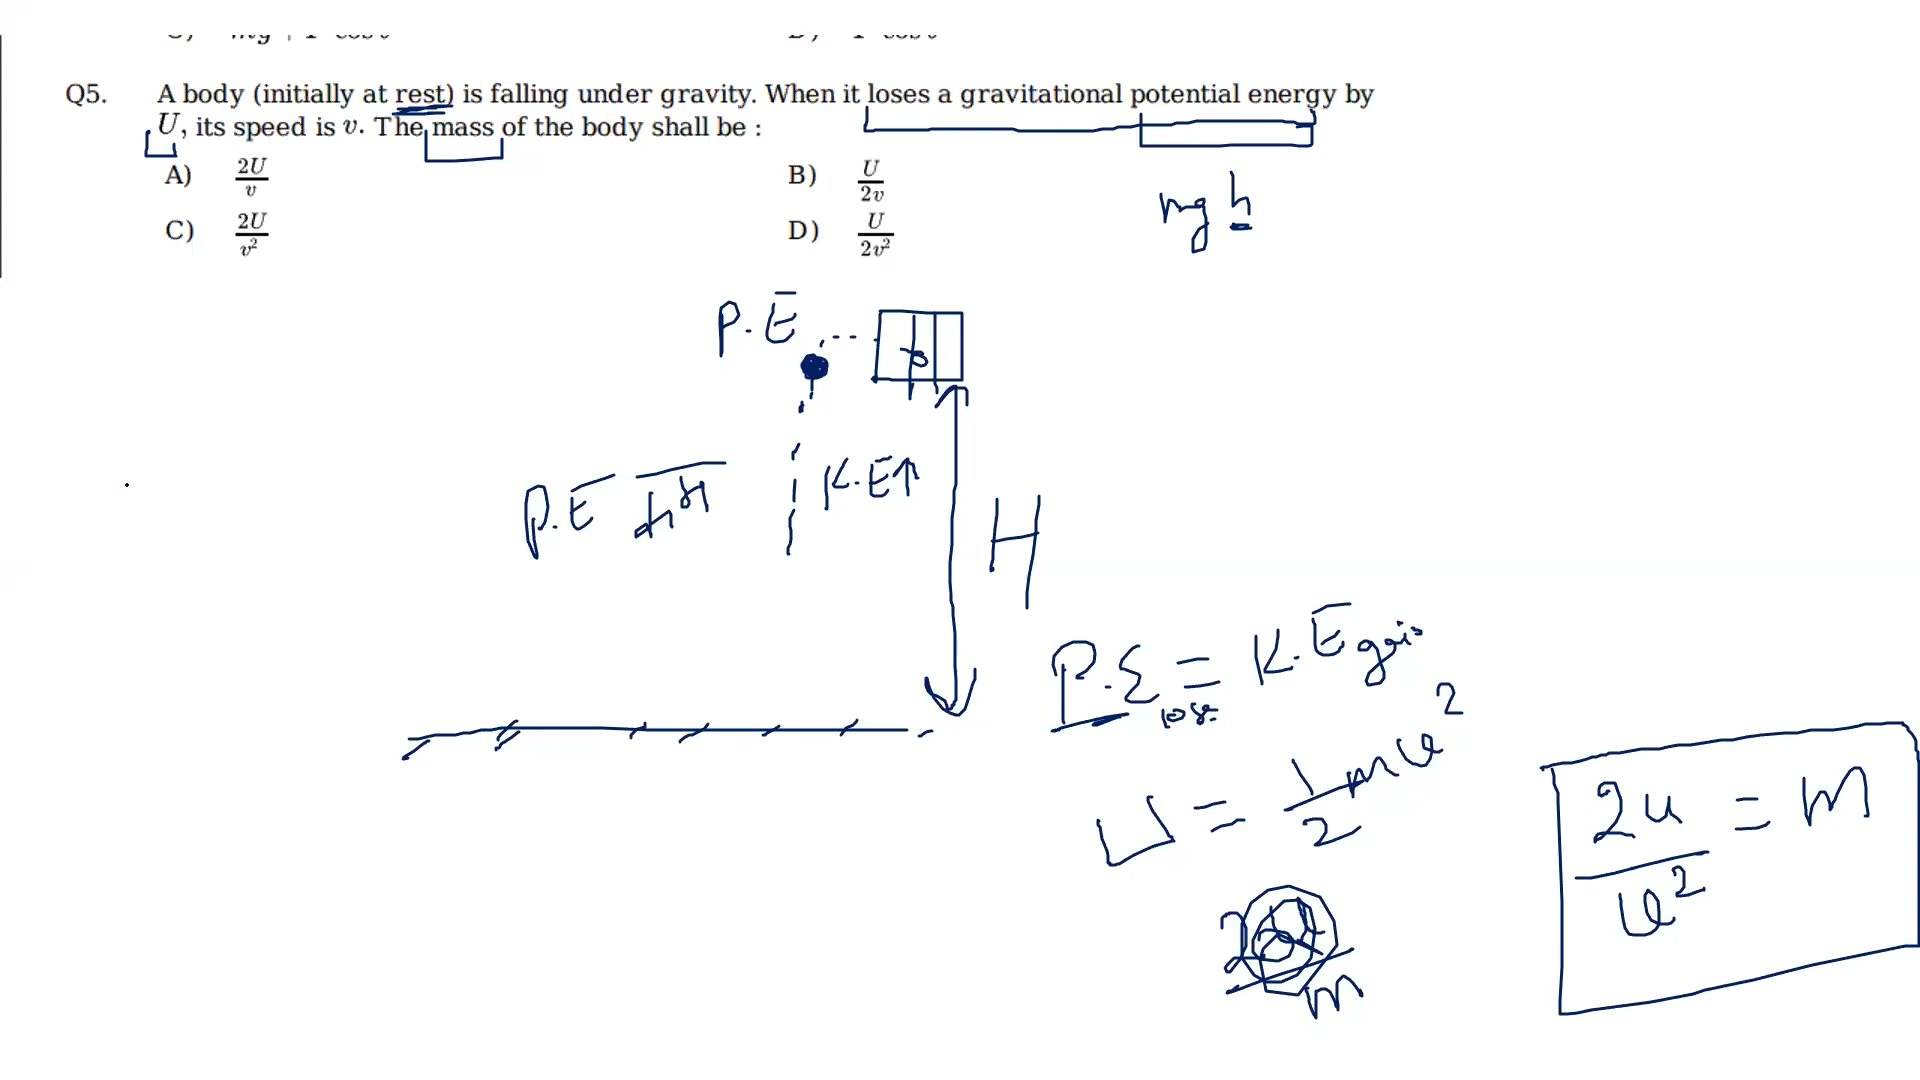 Q5. A body (initially at rest) is falling under gravity. When it loses a gravitational potential energy by
U, its speed is v. The mass of the body shall be :
A) 2U/v B) U/2v
C) 2U/v² D) U/2v²
mgh
P.E
K.E↑
P.E
H
P.E = K.E gain
U = 1/2 mv²
2u/v² = m
m